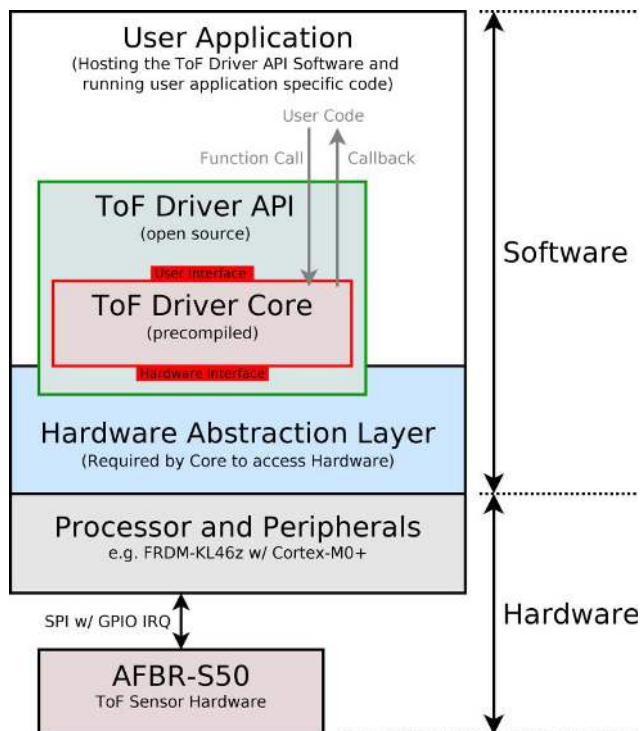 User Application
(Hosting the ToF Driver API Software and
running user application specific code)
User Code
Function Call
Callback
ToF Driver API
(open source)
User Interface
ToF Driver Core
(precompiled)
Hardware Interface
Hardware Abstraction Layer
(Required by Core to access Hardware)
Processor and Peripherals
e.g. FRDM-KL46z w/ Cortex-M0+
SPI w/ GPIO IRQ
AFBR-S50
ToF Sensor Hardware
Software
Hardware